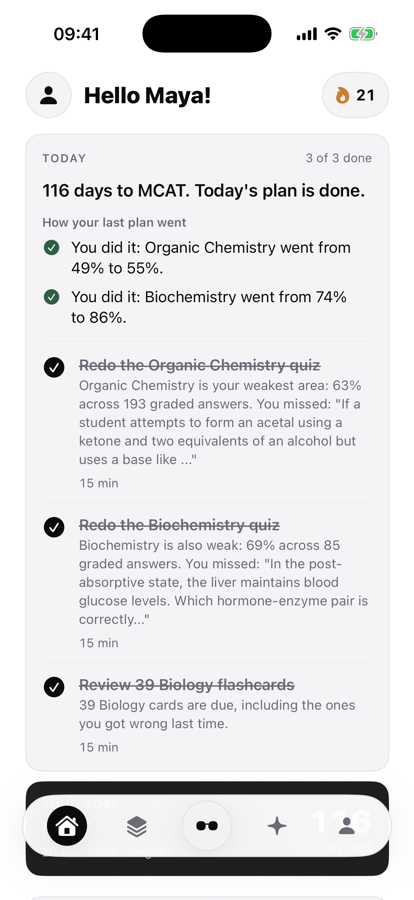 09:41
Hello Maya!
21
TODAY
3 of 3 done
116 days to MCAT. Today's plan is done.
How your last plan went
You did it: Organic Chemistry went from
49% to 55%.
You did it: Biochemistry went from 74%
to 86%.
Redo the Organic Chemistry quiz
Organic Chemistry is your weakest area: 63%
across 193 graded answers. You missed: "If a
student attempts to form an acetal using a
ketone and two equivalents of an alcohol but
uses a base like ..."
15 min
Redo the Biochemistry quiz
Biochemistry is also weak: 69% across 85
graded answers. You missed: "In the post-
absorptive state, the liver maintains blood
glucose levels. Which hormone-enzyme pair is
correctly..."
15 min
Review 39 Biology flashcards
39 Biology cards are due, including the ones
you got wrong last time.
15 min
116